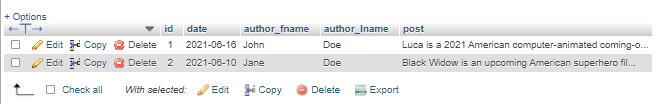 + Options
←T→ id date author_fname author_lname post
Edit Copy Delete 1 2021-06-16 John Doe Luca is a 2021 American computer-animated coming-o...
Edit Copy Delete 2 2021-06-10 Jane Doe Black Widow is an upcoming American superhero fil...
Check all With selected: Edit Copy Delete Export